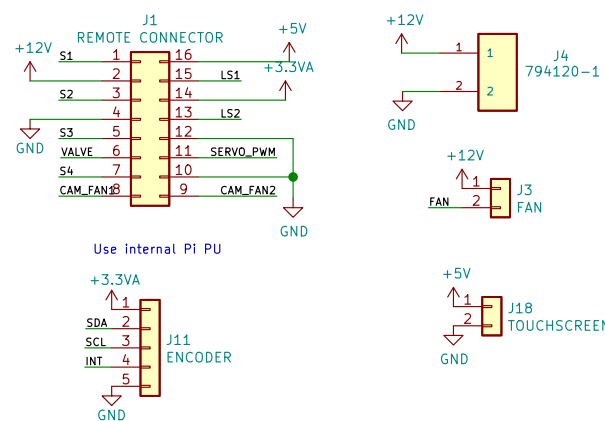 J1
REMOTE CONNECTOR
+5V
+12V
S1 1 16
+3.3VA
2 15 LS1
S2 3 14
4 13 LS2
GND
S3 5 12
VALVE 6 11 SERVO_PWM
S4 7 10
CAM_FAN1 8 9 CAM_FAN2
GND
+12V
1 1
J4
794120-1
2 2
GND
+12V
1
J3
FAN 2
FAN
Use internal Pi PU
+3.3VA
1
SDA 2
SCL 3
J11
INT 4
ENCODER
5
GND
+5V
1
J18
2
TOUCHSCREEN
GND